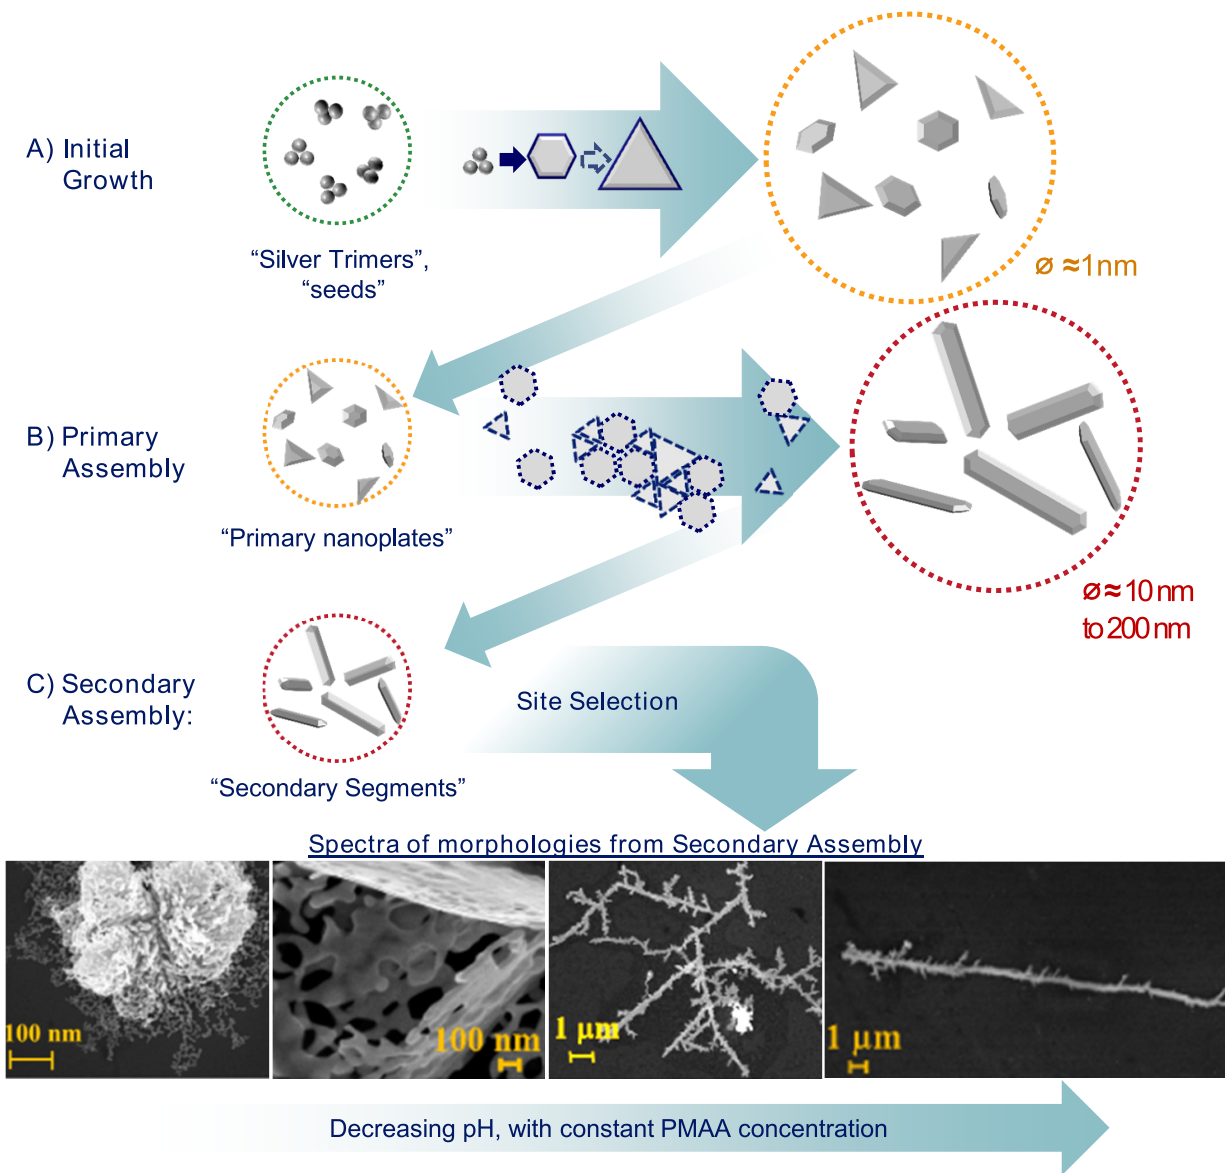 A) Initial
Growth
“Silver Trimers”,
“seeds”
ø ≈1nm
B) Primary
Assembly
“Primary nanoplates”
ø≈10nm
to 200nm
C) Secondary
Assembly:
Site Selection
“Secondary Segments”
Spectra of morphologies from Secondary Assembly
100 nm
100 nm
1 µm
1 µm
Decreasing pH, with constant PMAA concentration